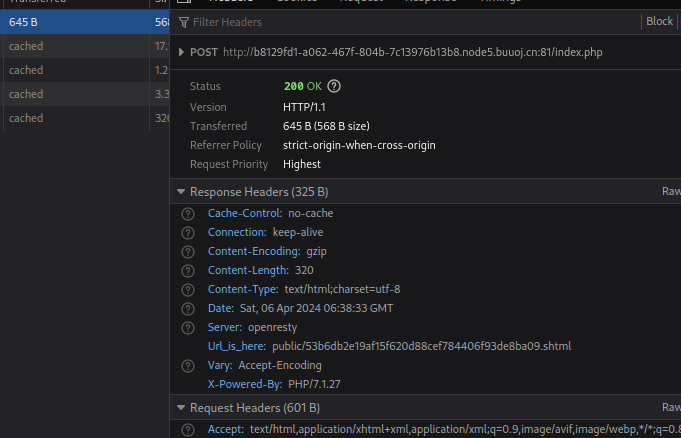 Transferred
Headers Cookies Request Response Timings
645 B 568
Filter Headers Block
cached 17.
POST http://b8129fd1-a062-467f-804b-7c13976b13b8.node5.buuoj.cn:81/index.php
cached 1.2
cached 3.3
cached 326
Status 200 OK
Version HTTP/1.1
Transferred 645 B (568 B size)
Referrer Policy strict-origin-when-cross-origin
Request Priority Highest
Response Headers (325 B) Raw
Cache-Control: no-cache
Connection: keep-alive
Content-Encoding: gzip
Content-Length: 320
Content-Type: text/html;charset=utf-8
Date: Sat, 06 Apr 2024 06:38:33 GMT
Server: openresty
Url_is_here: public/53b6db2e19af15f620d88cef784406f93de8ba09.shtml
Vary: Accept-Encoding
X-Powered-By: PHP/7.1.27
Request Headers (601 B) Raw
Accept: text/html,application/xhtml+xml,application/xml;q=0.9,image/avif,image/webp,*/*;q=0.8